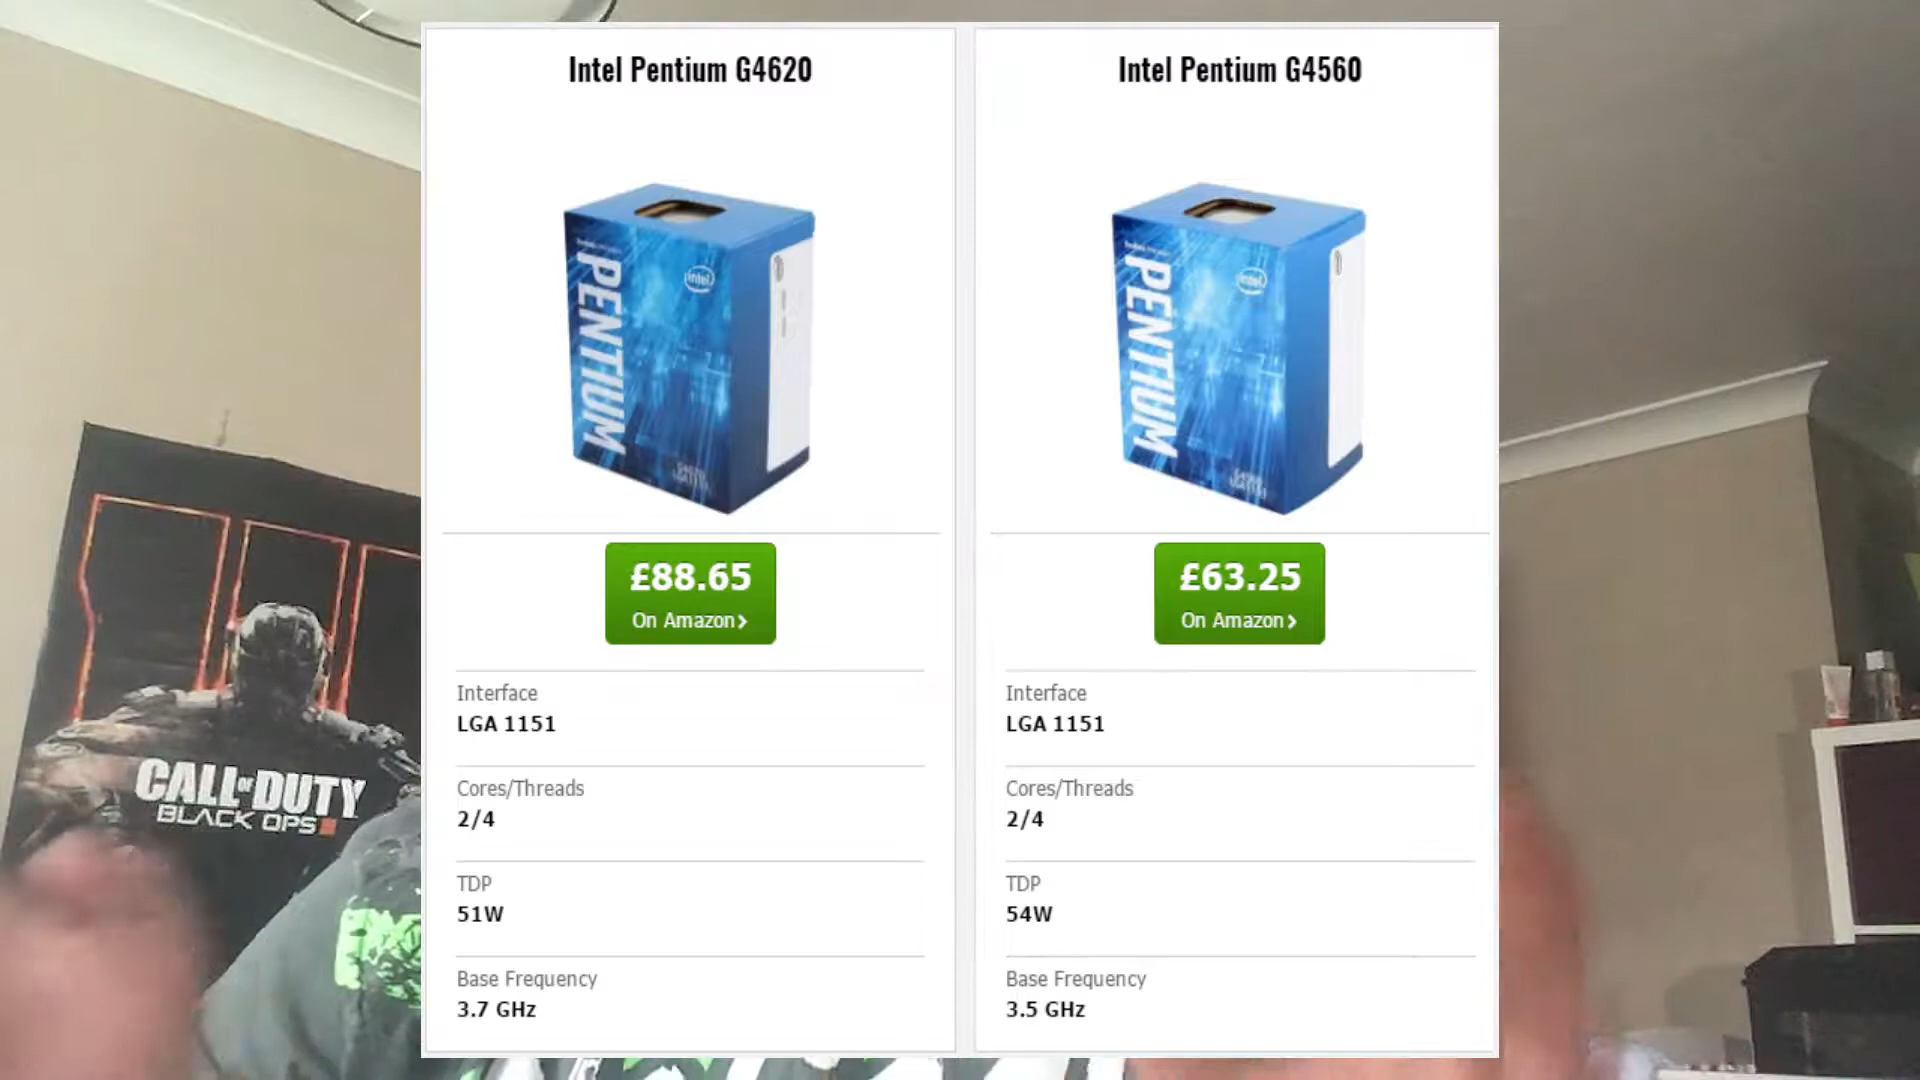 Intel Pentium G4620
Intel Pentium G4560
PENTIUM
intel
PENTIUM
intel
£88.65
On Amazon
£63.25
On Amazon
Interface
LGA 1151
Interface
LGA 1151
Cores/Threads
2/4
Cores/Threads
2/4
TDP
51W
TDP
54W
Base Frequency
3.7 GHz
Base Frequency
3.5 GHz
CALL OF DUTY
BLACK OPS